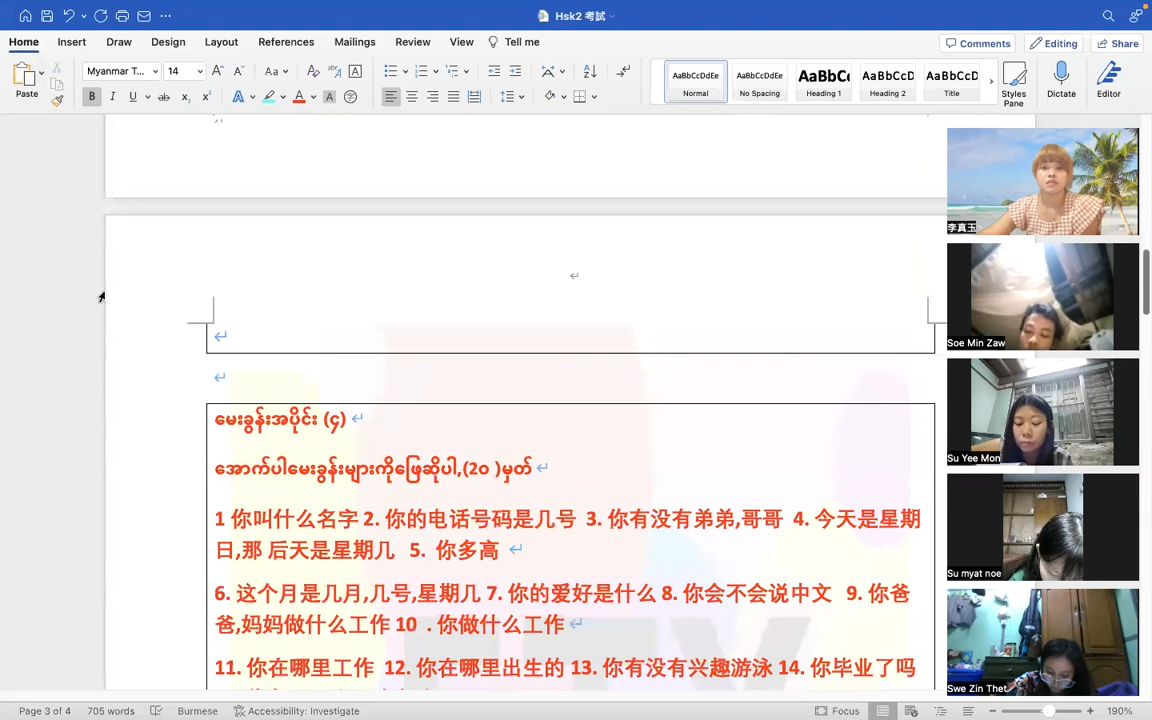 Hsk2 考試
Home Insert Draw Design Layout References Mailings Review View Tell me Comments Editing Share
Paste Myanmar T... 14 Aa A
B I U ab x₂ x² A A A
AaBbCcDdEe AaBbCcDdEe AaBbCc AaBbCcD AaBbCcD
Normal No Spacing Heading 1 Heading 2 Title Styles Pane Dictate Editor
မေးခွန်းအပိုင်း (၄)
အောက်ပါမေးခွန်းများကိုဖြေဆိုပါ,(2၀ )မှတ်
1 你叫什么名字 2. 你的电话号码是几号 3. 你有没有弟弟,哥哥 4. 今天是星期
日,那 后天是星期几 5. 你多高
6. 这个月是几月,几号,星期几 7. 你的爱好是什么 8. 你会不会说中文 9. 你爸
爸,妈妈做什么工作 10 . 你做什么工作
11. 你在哪里工作 12. 你在哪里出生的 13. 你有没有兴趣游泳 14. 你毕业了吗
李真玉
Soe Min Zaw
Su Yee Mon
Su myat noe
Swe Zin Thet
Page 3 of 4 705 words Burmese Accessibility: Investigate Focus 190%